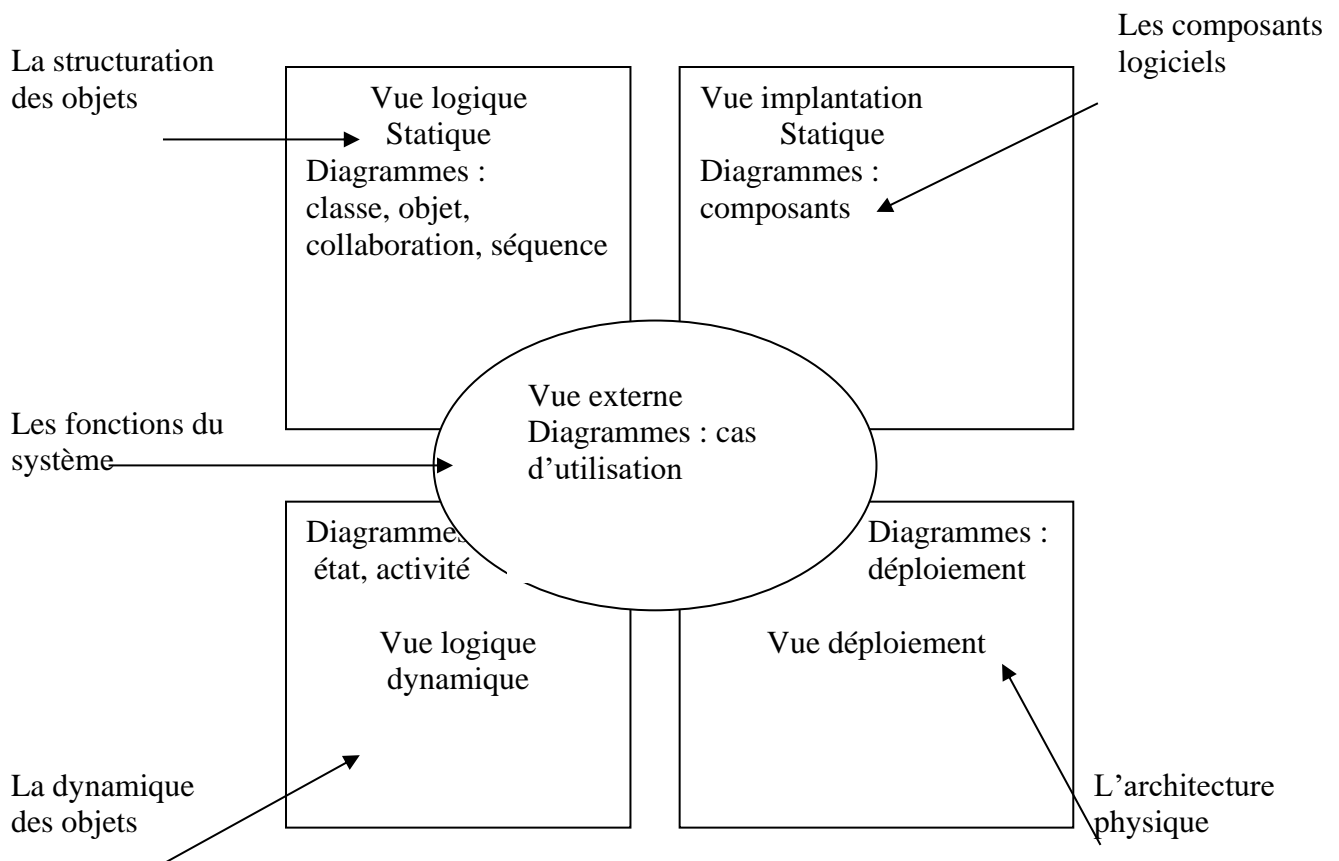 Les composants
logiciels
La structuration
des objets
Vue logique
Statique
Diagrammes :
classe, objet,
collaboration, séquence
Vue implantation
Statique
Diagrammes :
composants
Les fonctions du
système
Vue externe
Diagrammes : cas
d’utilisation
Diagrammes
état, activité
Vue logique
dynamique
Diagrammes :
déploiement
Vue déploiement
La dynamique
des objets
L’architecture
physique